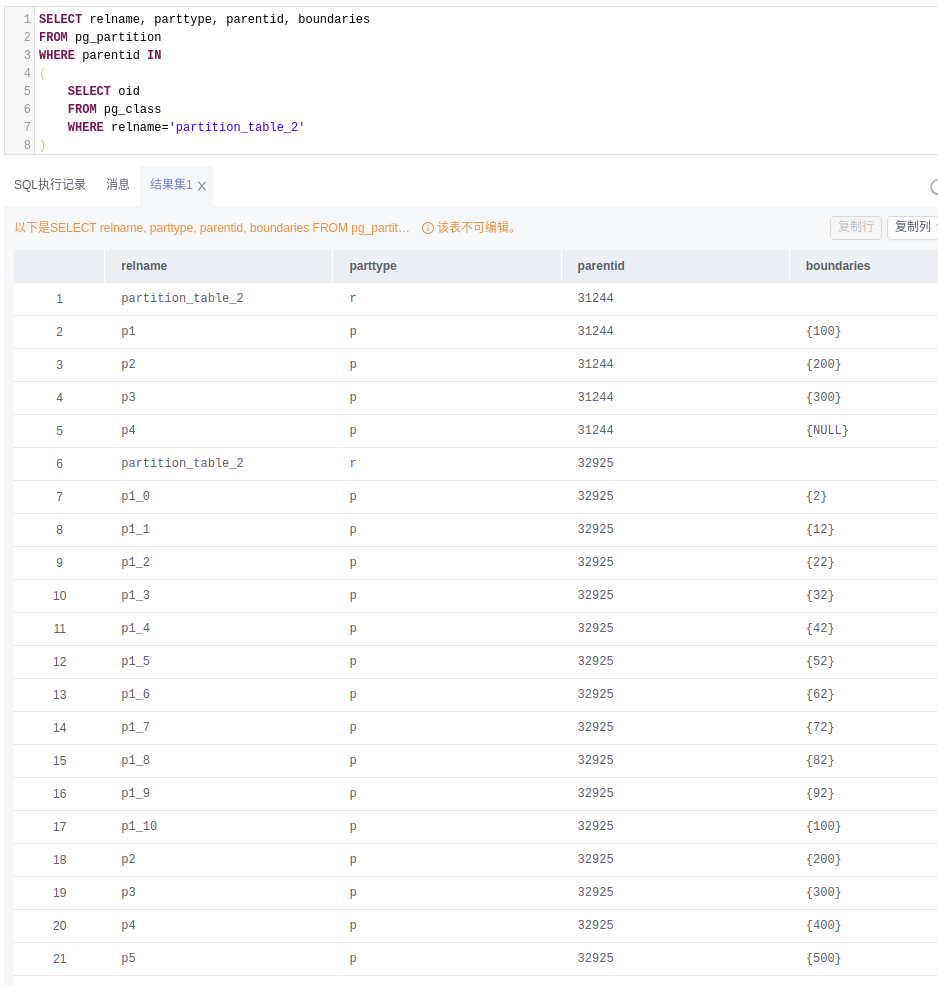 1 SELECT relname, parttype, parentid, boundaries
2 FROM pg_partition
3 WHERE parentid IN
4 (
5 SELECT oid
6 FROM pg_class
7 WHERE relname='partition_table_2'
8 )
SQL执行记录 消息 结果集1
以下是SELECT relname, parttype, parentid, boundaries FROM pg_partit… 该表不可编辑。 复制行 复制列
relname parttype parentid boundaries
1 partition_table_2 r 31244
2 p1 p 31244 {100}
3 p2 p 31244 {200}
4 p3 p 31244 {300}
5 p4 p 31244 {NULL}
6 partition_table_2 r 32925
7 p1_0 p 32925 {2}
8 p1_1 p 32925 {12}
9 p1_2 p 32925 {22}
10 p1_3 p 32925 {32}
11 p1_4 p 32925 {42}
12 p1_5 p 32925 {52}
13 p1_6 p 32925 {62}
14 p1_7 p 32925 {72}
15 p1_8 p 32925 {82}
16 p1_9 p 32925 {92}
17 p1_10 p 32925 {100}
18 p2 p 32925 {200}
19 p3 p 32925 {300}
20 p4 p 32925 {400}
21 p5 p 32925 {500}